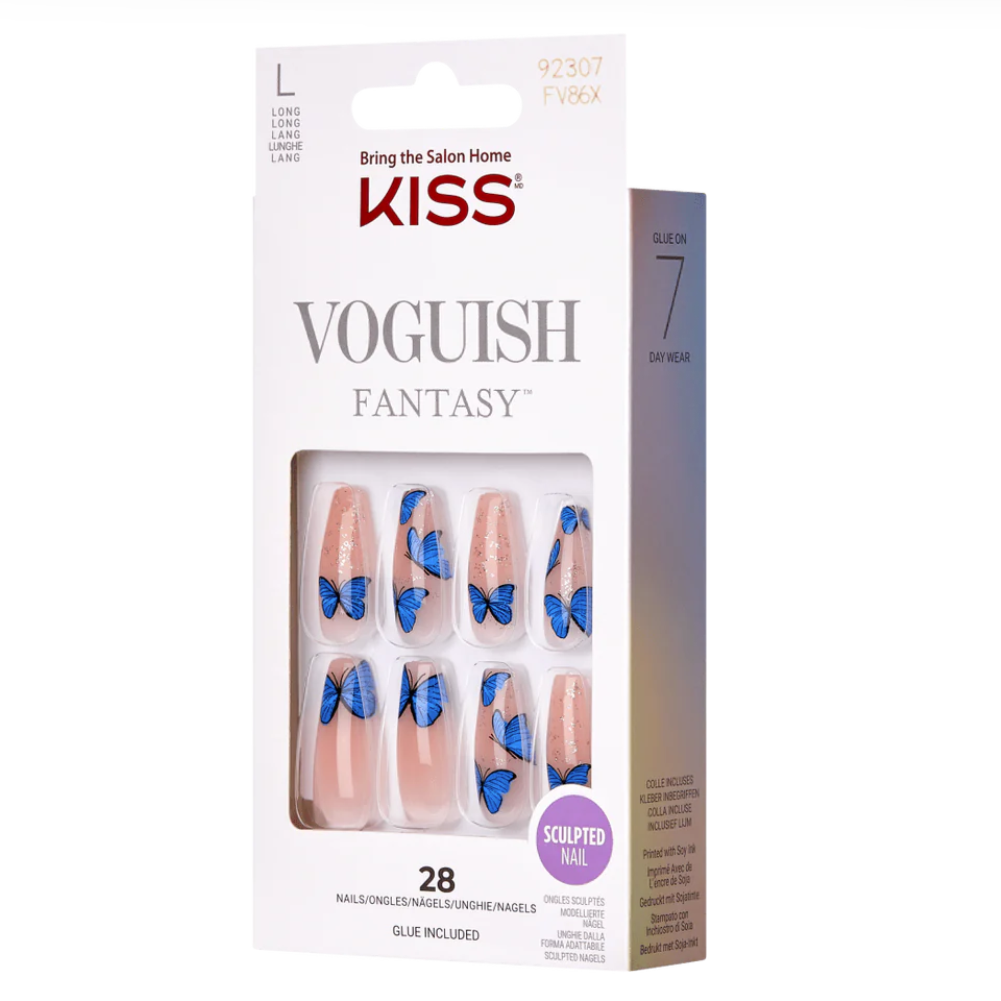 L
LONG
LONG
LANG
LUNGHE
LANG
92307
FV86X
Bring the Salon Home
KISS® MD
VOGUISH
FANTASY™
SCULPTED
NAIL
28
NAILS/ONGLES/NÄGELS/UNGHIE/NAGELS
GLUE INCLUDED
ONGLES SCULPTÉS
MODELLIERTE
NÄGEL
UNGHIE DALLA
FORMA ADATTABILE
SCULPTED NAGELS
GLUE ON
7
DAY WEAR
COLLE INCLUSES
KLEBER INBEGRIFFEN
COLLA INCLUSE
INCLUSIEF LIJM
Printed with Soy Ink
Imprimé Avec de
L'encre de Soja
Gedruckt mit Sojatinte
Stampato con
Inchiostro di Soia
Bedrukt met Soja-Inkt